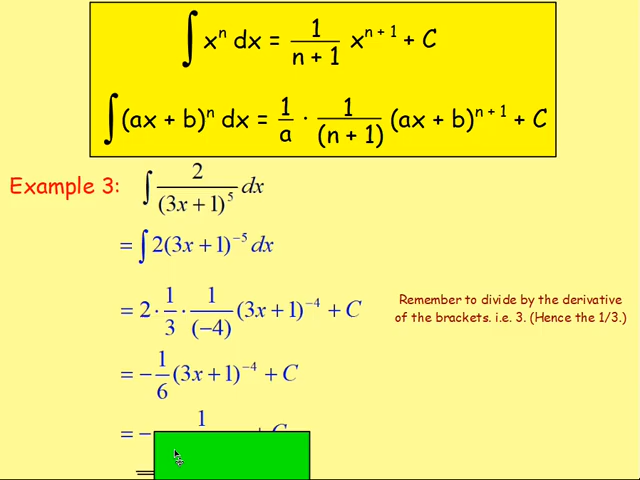 ∫ xⁿ dx = 1/(n + 1) xⁿ ⁺ ¹ + C
∫ (ax + b)ⁿ dx = 1/a · 1/(n + 1) (ax + b)ⁿ ⁺ ¹ + C
Example 3: ∫ 2/(3x + 1)⁵ dx
= ∫ 2(3x + 1)⁻⁵ dx
= 2 · 1/3 · 1/(−4) (3x + 1)⁻⁴ + C
Remember to divide by the derivative
of the brackets. i.e. 3. (Hence the 1/3.)
= − 1/6 (3x + 1)⁻⁴ + C
= − 1 + C